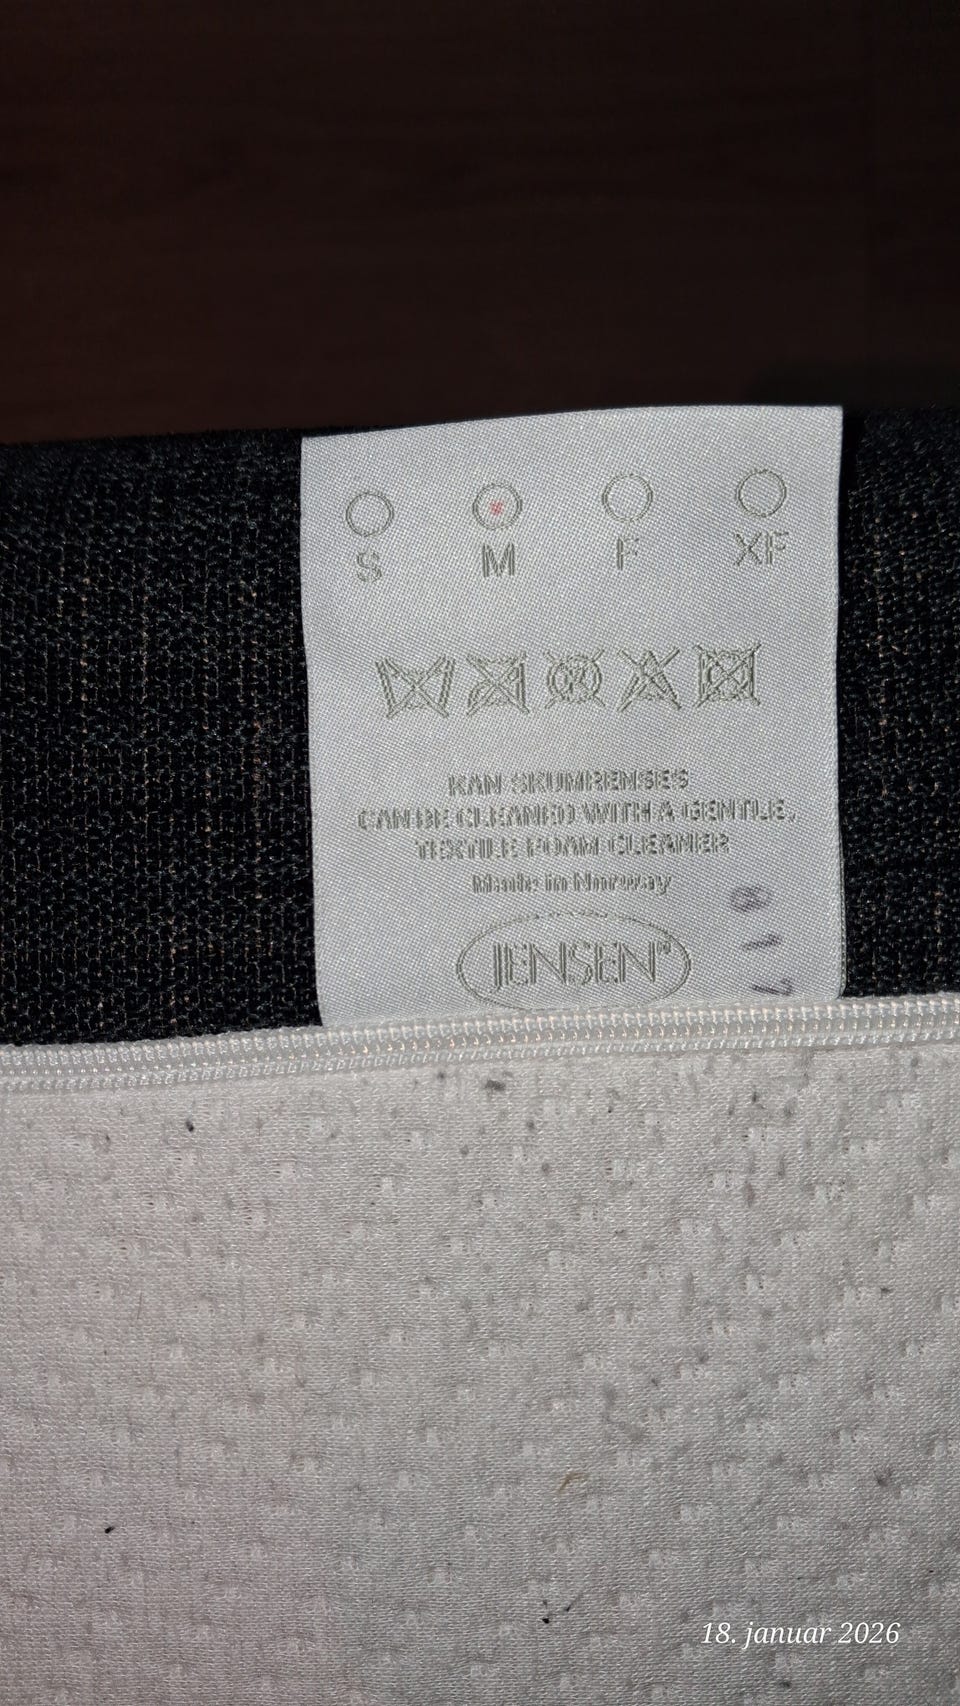 S M F XF
KAN SKUMRENSES
CAN BE CLEANED WITH A GENTLE,
TEXTILE FOAM CLEANER
Made in Norway
JENSEN®
18. januar 2026